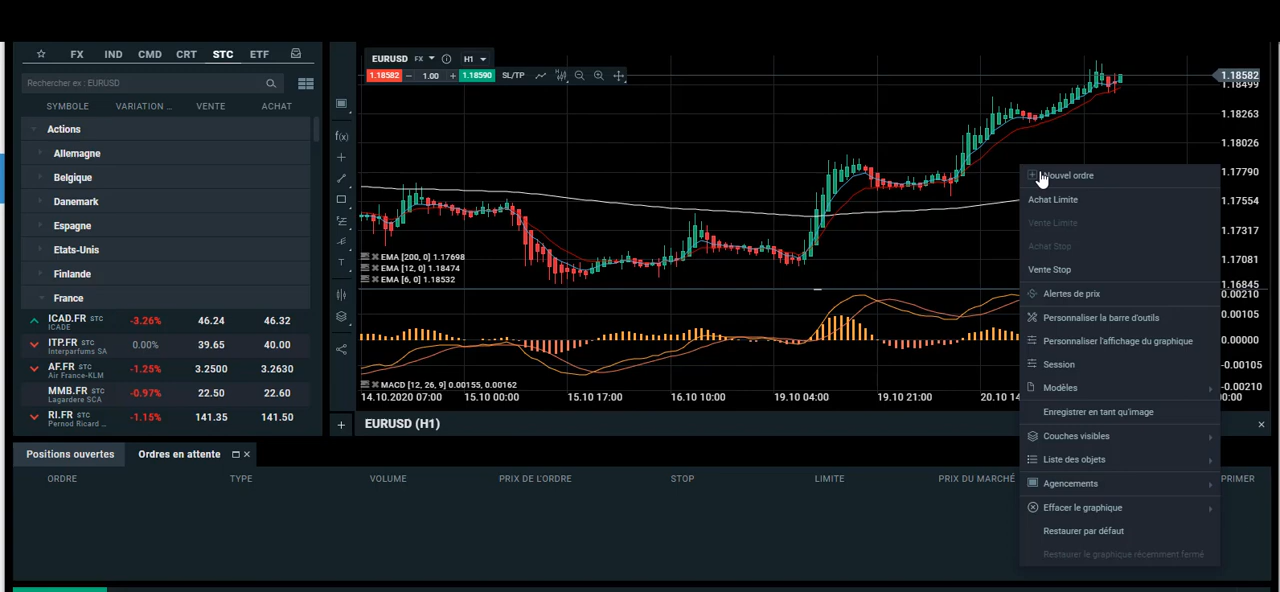 FX IND CMD CRT STC ETF
Rechercher ex : EURUSD
SYMBOLE VARIATION ... VENTE ACHAT
Actions
Allemagne
Belgique
Danemark
Espagne
Etats-Unis
Finlande
France
ICAD.FR STC -3.26% 46.24 46.32
ICADE
ITP.FR STC 0.00% 39.65 40.00
Interparfums SA
AF.FR STC -1.25% 3.2500 3.2630
Air France-KLM
MMB.FR STC -0.97% 22.50 22.60
Lagardere SCA
RI.FR STC -1.15% 141.35 141.50
Pernod Ricard ...
EURUSD FX H1
1.18582 1.00 1.18590 SL/TP
f(x)
T
EMA [200, 0] 1.17698
EMA [12, 0] 1.18474
EMA [6, 0] 1.18532
MACD [12, 26, 9] 0.00155, 0.00162
14.10.2020 07:00 15.10 00:00 15.10 17:00 16.10 10:00 19.10 04:00 19.10 21:00 20.10 14 00:00
EURUSD (H1)
1.18582
1.18499
1.18263
1.18026
1.17790
1.17554
1.17317
1.17081
1.16845
0.00210
0.00105
0.00000
-0.00105
-0.00210
Nouvel ordre
Achat Limite
Vente Limite
Achat Stop
Vente Stop
Alertes de prix
Personnaliser la barre d'outils
Personnaliser l'affichage du graphique
Session
Modèles
Enregistrer en tant qu'image
Couches visibles
Liste des objets
Agencements
Effacer le graphique
Restaurer par défaut
Restaurer le graphique récemment fermé
Positions ouvertes Ordres en attente
ORDRE TYPE VOLUME PRIX DE L'ORDRE STOP LIMITE PRIX DU MARCHÉ PRIMER